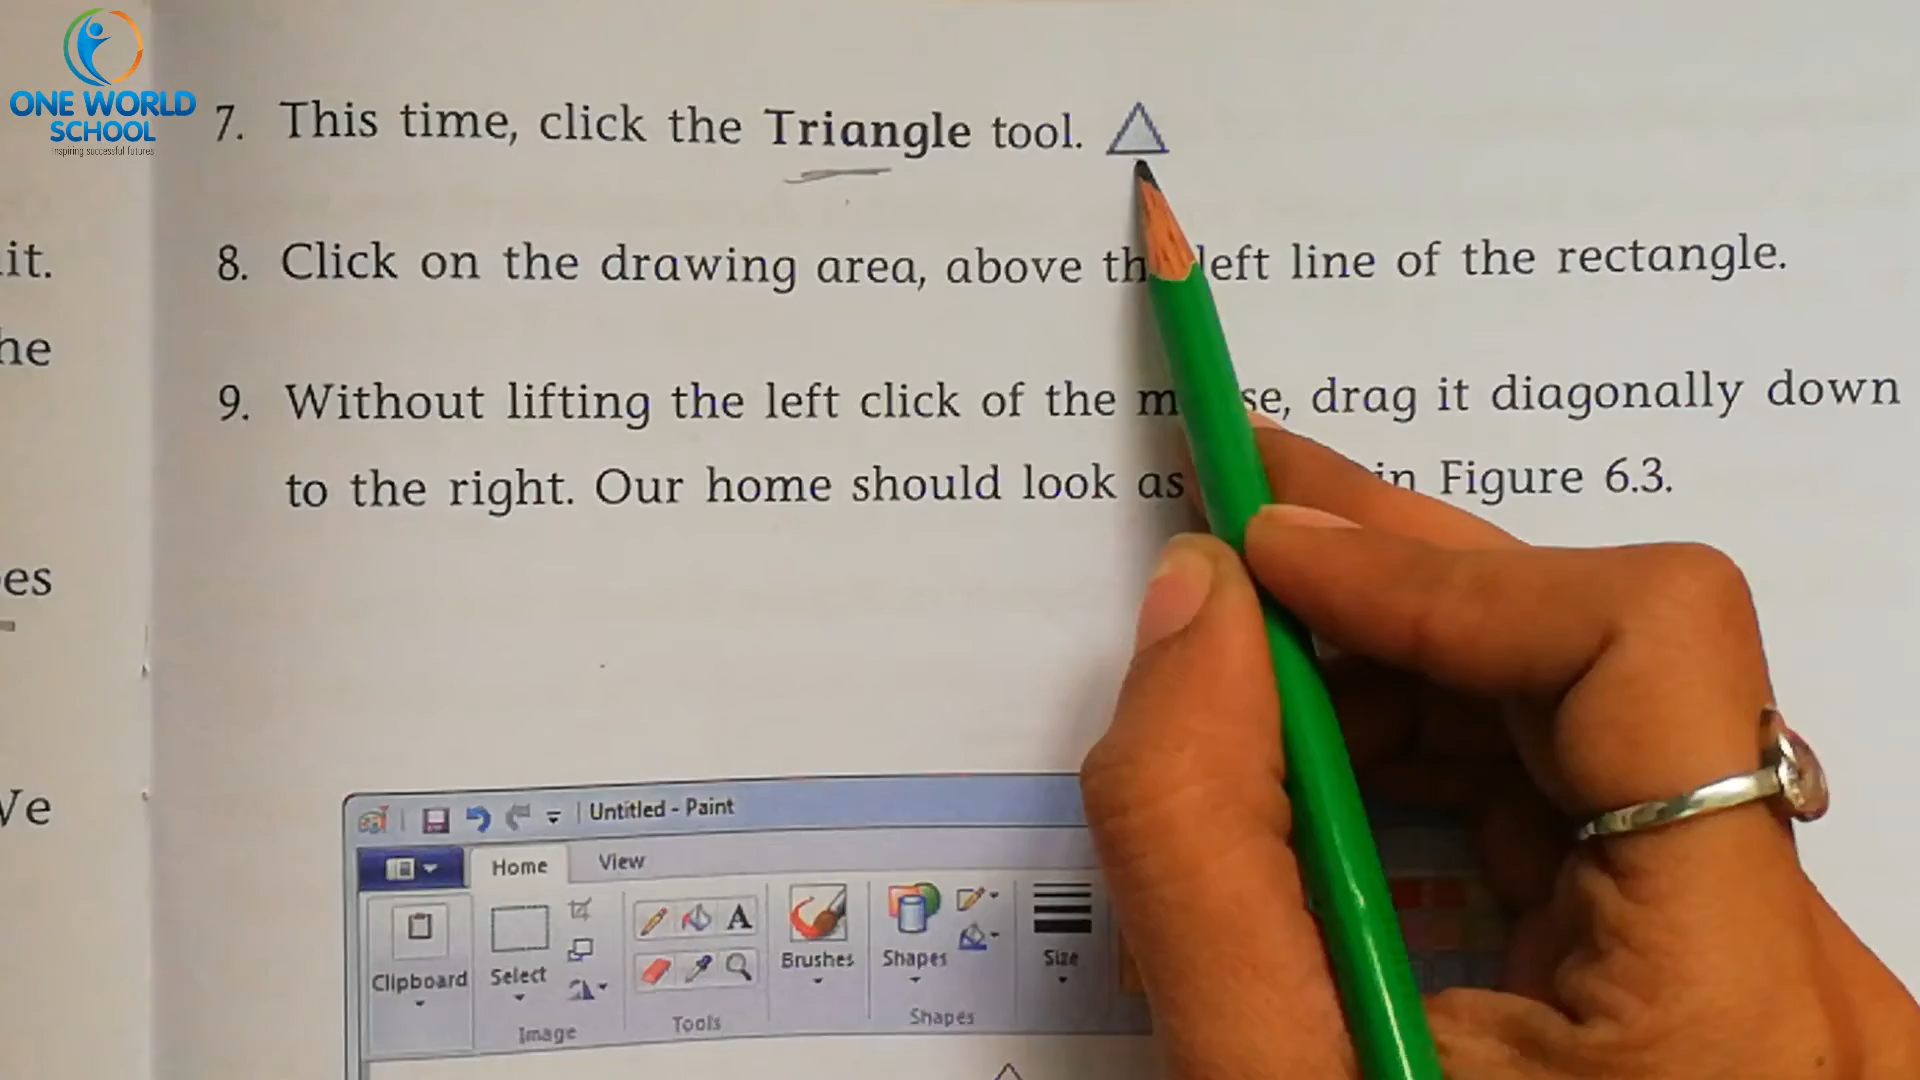 ONE WORLD
SCHOOL
inspiring successful futures
7. This time, click the Triangle tool.
8. Click on the drawing area, above left line of the rectangle.
9. Without lifting the left click of the drag it diagonally down
to the right. Our home should look as in Figure 6.3.
it.
he
es
Ve
Untitled - Paint
Home View
A
Clipboard Select Brushes Shapes Size
Image Tools Shapes